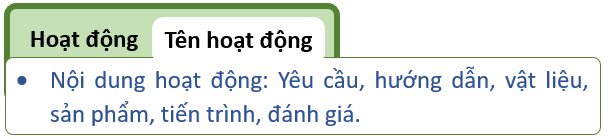 Hoạt động Tên hoạt động
• Nội dung hoạt động: Yêu cầu, hướng dẫn, vật liệu,
sản phẩm, tiến trình, đánh giá.